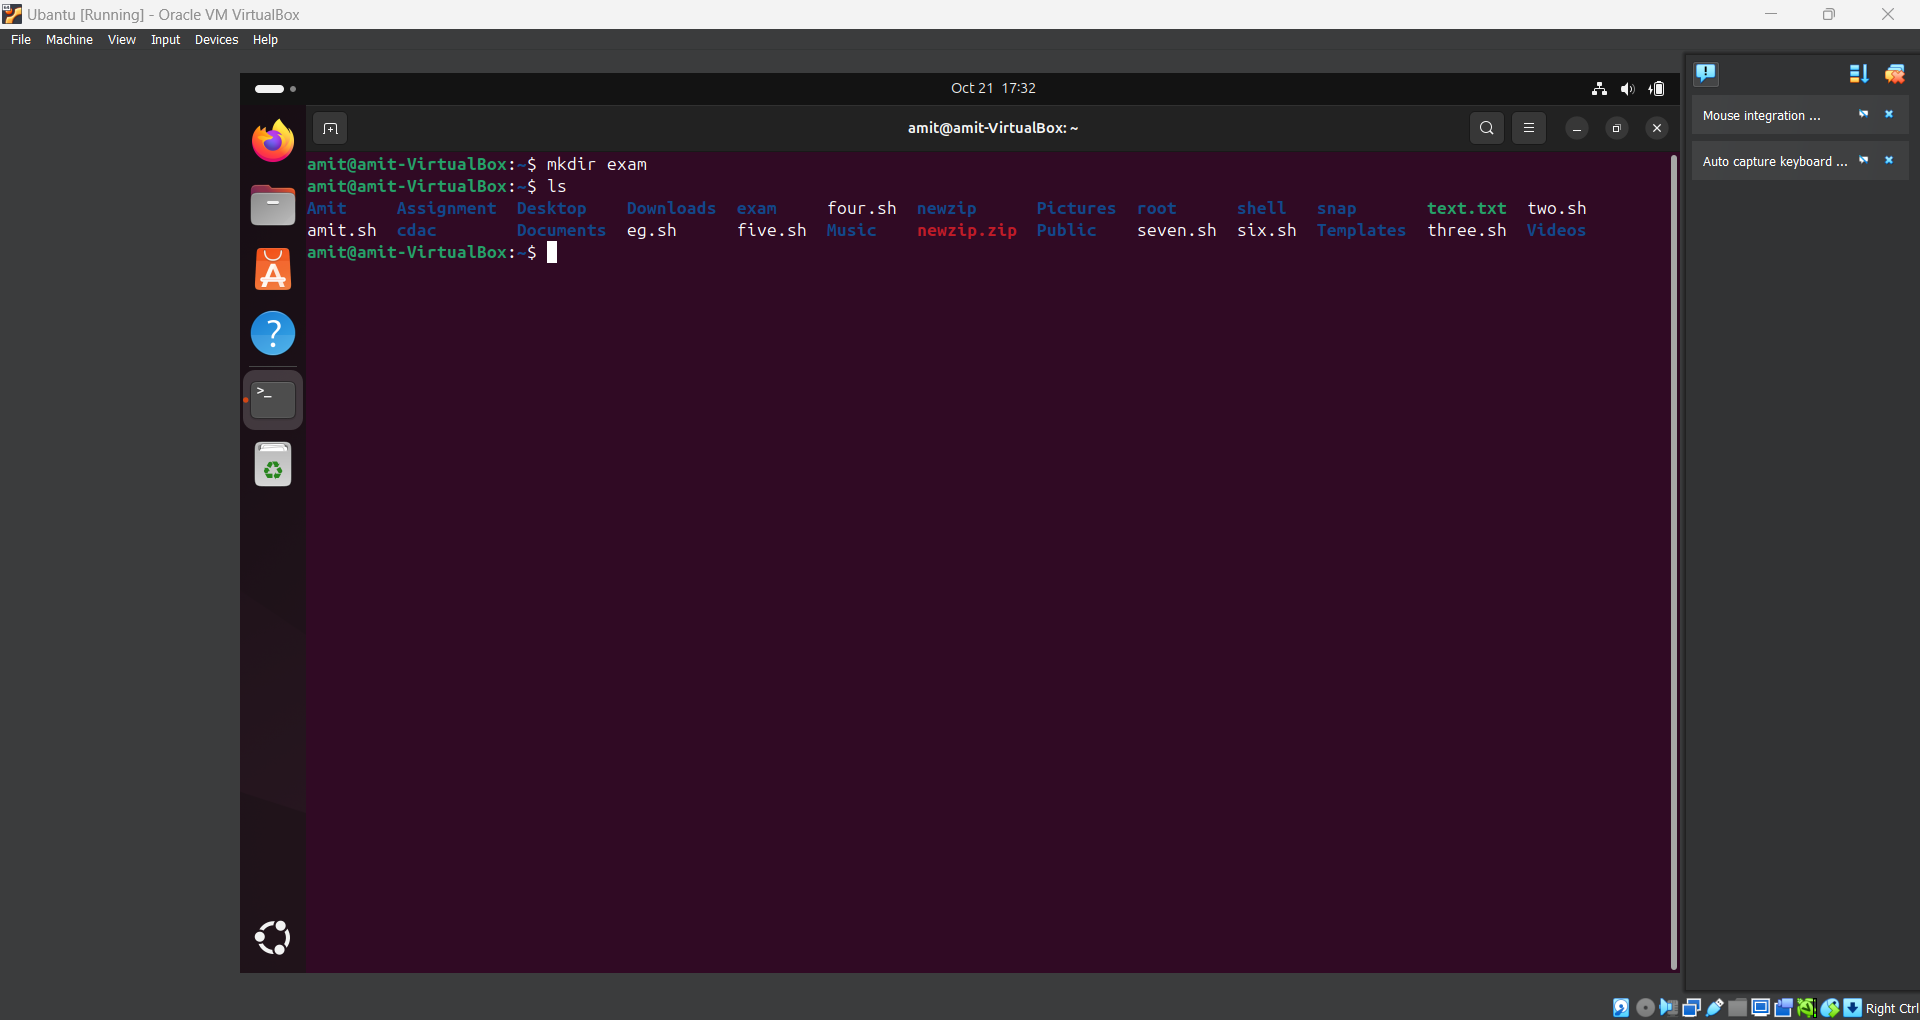 Ubantu [Running] - Oracle VM VirtualBox
File Machine View Input Devices Help
Oct 21 17:32
amit@amit-VirtualBox: ~
Mouse integration ...
Auto capture keyboard ...
amit@amit-VirtualBox:~$ mkdir exam
amit@amit-VirtualBox:~$ ls
Amit Assignment Desktop Downloads exam four.sh newzip Pictures root shell snap text.txt two.sh
amit.sh cdac Documents eg.sh five.sh Music newzip.zip Public seven.sh six.sh Templates three.sh Videos
amit@amit-VirtualBox:~$
Right Ctrl